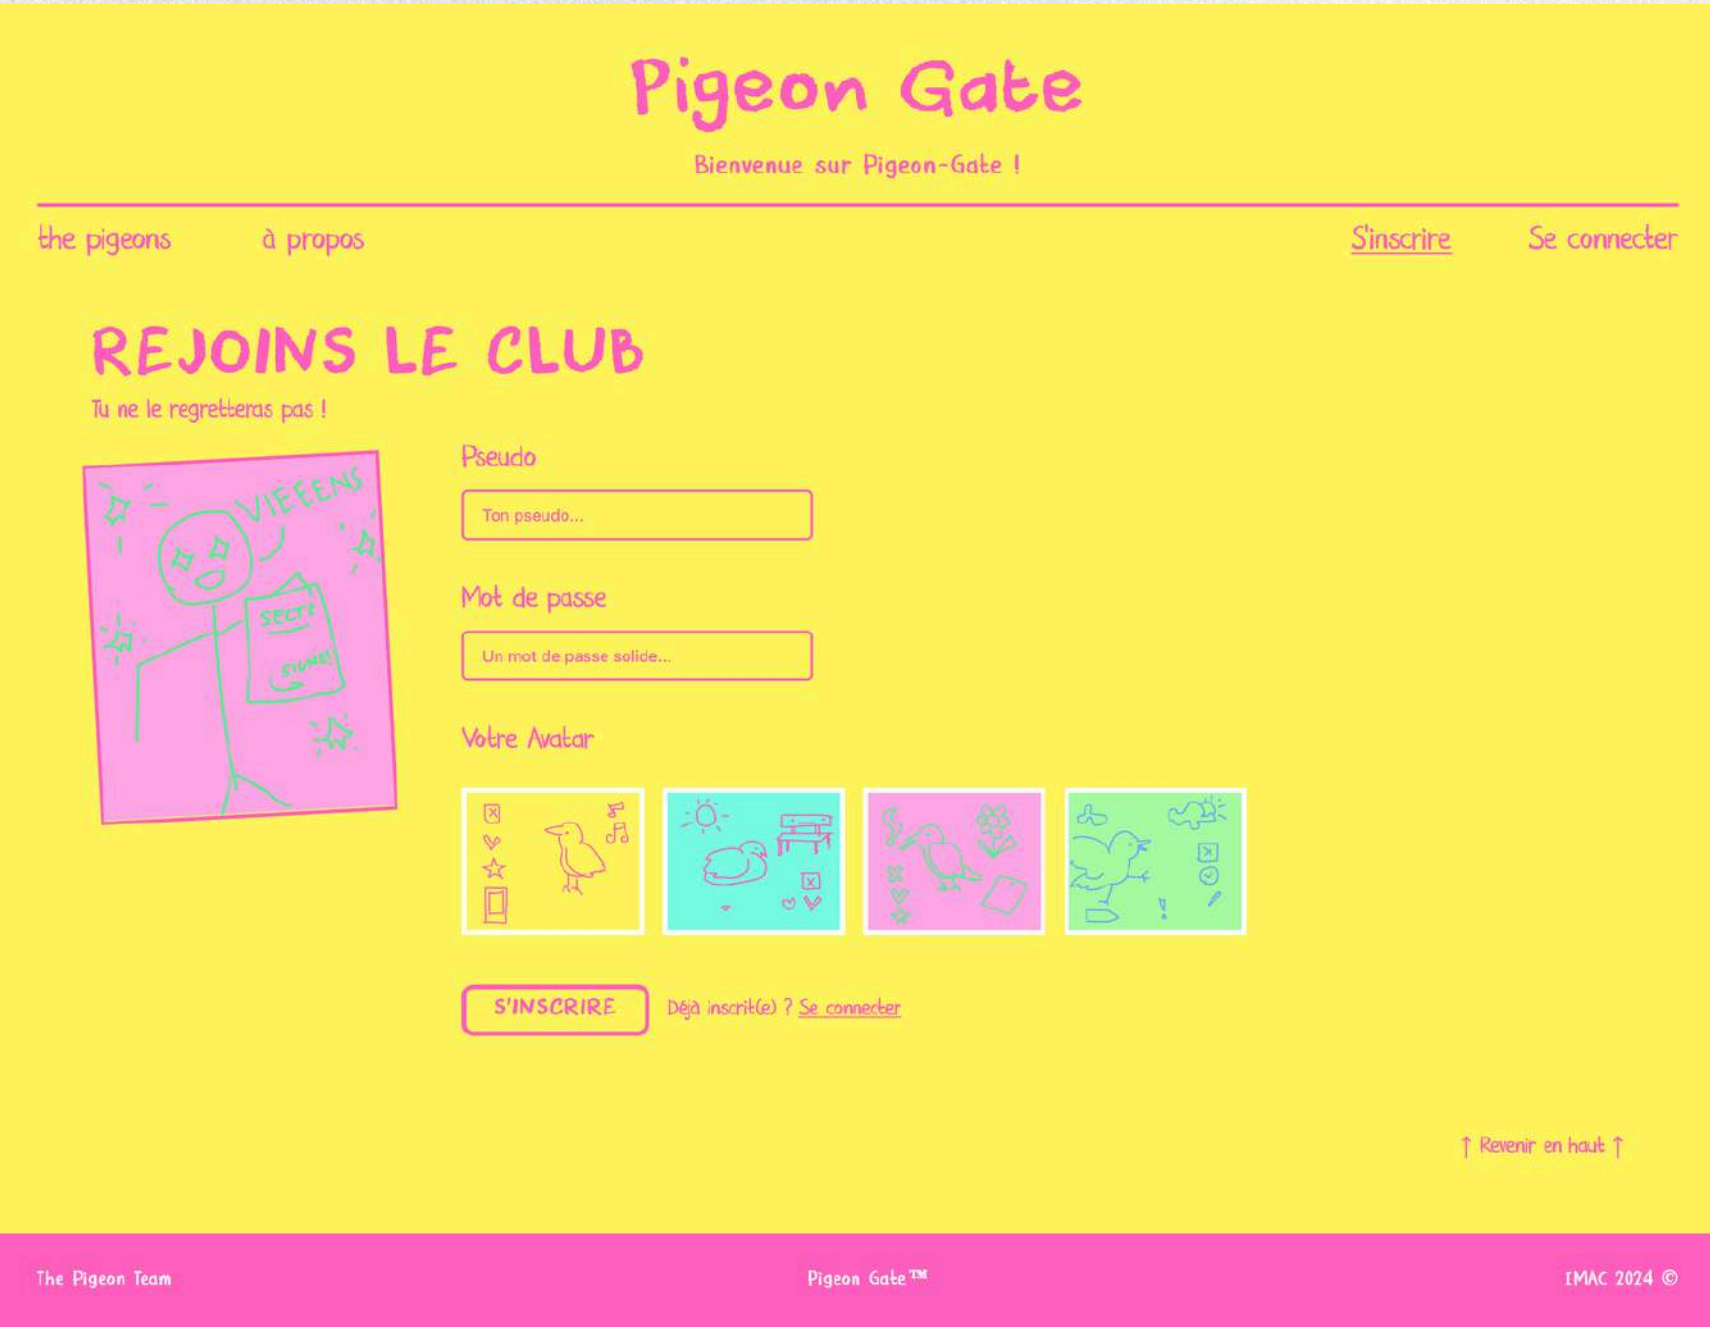 Pigeon Gate
Bienvenue sur Pigeon-Gate !
the pigeons à propos S'inscrire Se connecter
REJOINS LE CLUB
Tu ne le regretteras pas !
VIEEENS
SECTE
SIGNE!
Pseudo
Ton pseudo...
Mot de passe
Un mot de passe solide...
Votre Avatar
S'INSCRIRE Déjà inscrit(e) ? Se connecter
↑ Revenir en haut ↑
The Pigeon Team Pigeon Gate™ IMAC 2024 ©